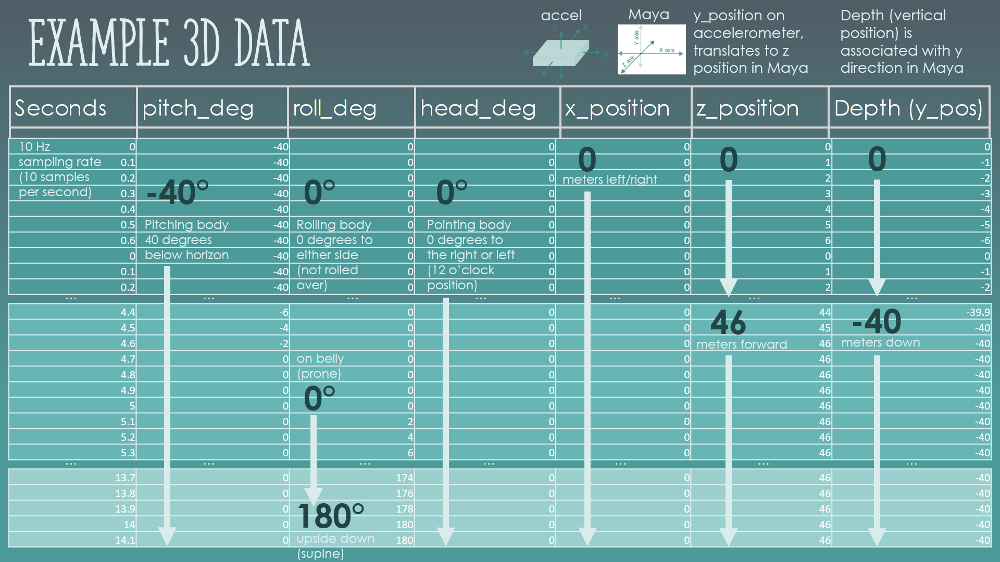 EXAMPLE 3D DATA
accel
z
x
y
Maya
Y axis
X axis
Z axis
y_position on
accelerometer,
translates to z
position in Maya
Depth (vertical
position) is
associated with y
direction in Maya
Seconds pitch_deg roll_deg head_deg x_position z_position Depth (y_pos)
0 -40 0 0 0 0 0
0.1 -40 0 0 0 1 -1
0.2 -40 0 0 0 2 -2
0.3 -40 0 0 0 3 -3
0.4 -40 0 0 0 4 -4
0.5 -40 0 0 0 5 -5
0.6 -40 0 0 0 6 -6
0 -40 0 0 0 0 0
0.1 -40 0 0 0 1 -1
0.2 -40 0 0 0 2 -2
10 Hz
sampling rate
(10 samples
per second)
-40°
Pitching body
40 degrees
below horizon
0°
Rolling body
0 degrees to
either side
(not rolled
over)
0°
Pointing body
0 degrees to
the right or left
(12 o’clock
position)
0
meters left/right
0
0
... ... ... ... ... ... ...
4.4 -6 0 0 0 44 -39.9
4.5 -4 0 0 0 45 -40
4.6 -2 0 0 0 46 -40
4.7 0 0 0 0 46 -40
4.8 0 0 0 0 46 -40
4.9 0 0 0 0 46 -40
5 0 0 0 0 46 -40
5.1 0 2 0 0 46 -40
5.2 0 4 0 0 46 -40
5.3 0 6 0 0 46 -40
on belly
(prone)
0°
46
meters forward
-40
meters down
... ... ... ... ... ... ...
13.7 0 174 0 0 46 -40
13.8 0 176 0 0 46 -40
13.9 0 178 0 0 46 -40
14 0 180 0 0 46 -40
14.1 0 180 0 0 46 -40
180°
upside down
(supine)